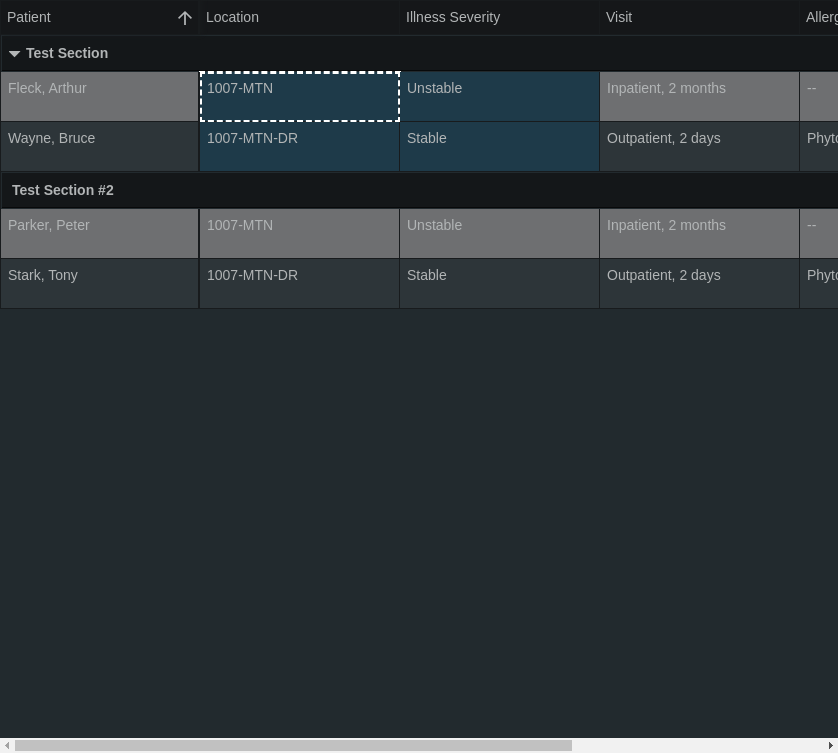 Patient Location Illness Severity Visit Allerg
Test Section
Fleck, Arthur 1007-MTN Unstable Inpatient, 2 months --
Wayne, Bruce 1007-MTN-DR Stable Outpatient, 2 days Phyto
Test Section #2
Parker, Peter 1007-MTN Unstable Inpatient, 2 months --
Stark, Tony 1007-MTN-DR Stable Outpatient, 2 days Phyto